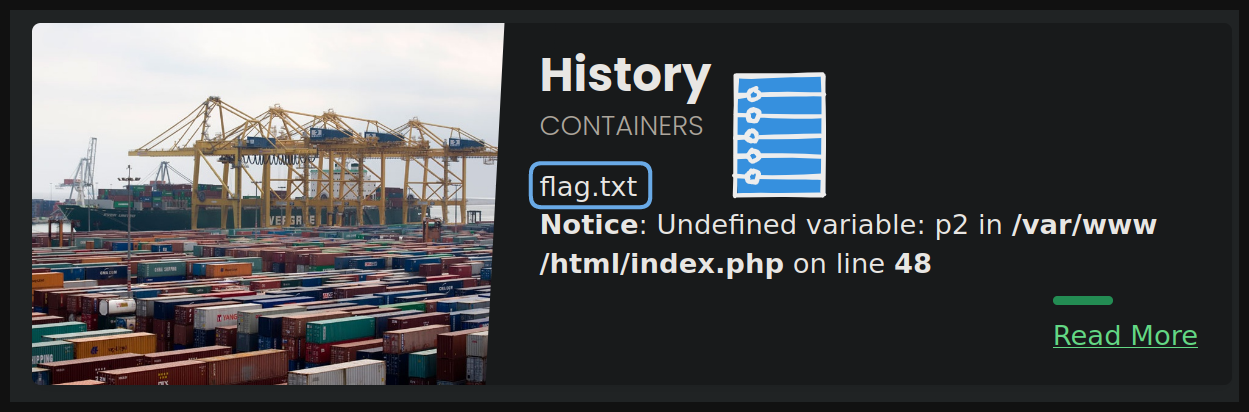 History
CONTAINERS
flag.txt
Notice: Undefined variable: p2 in /var/www
/html/index.php on line 48
Read More